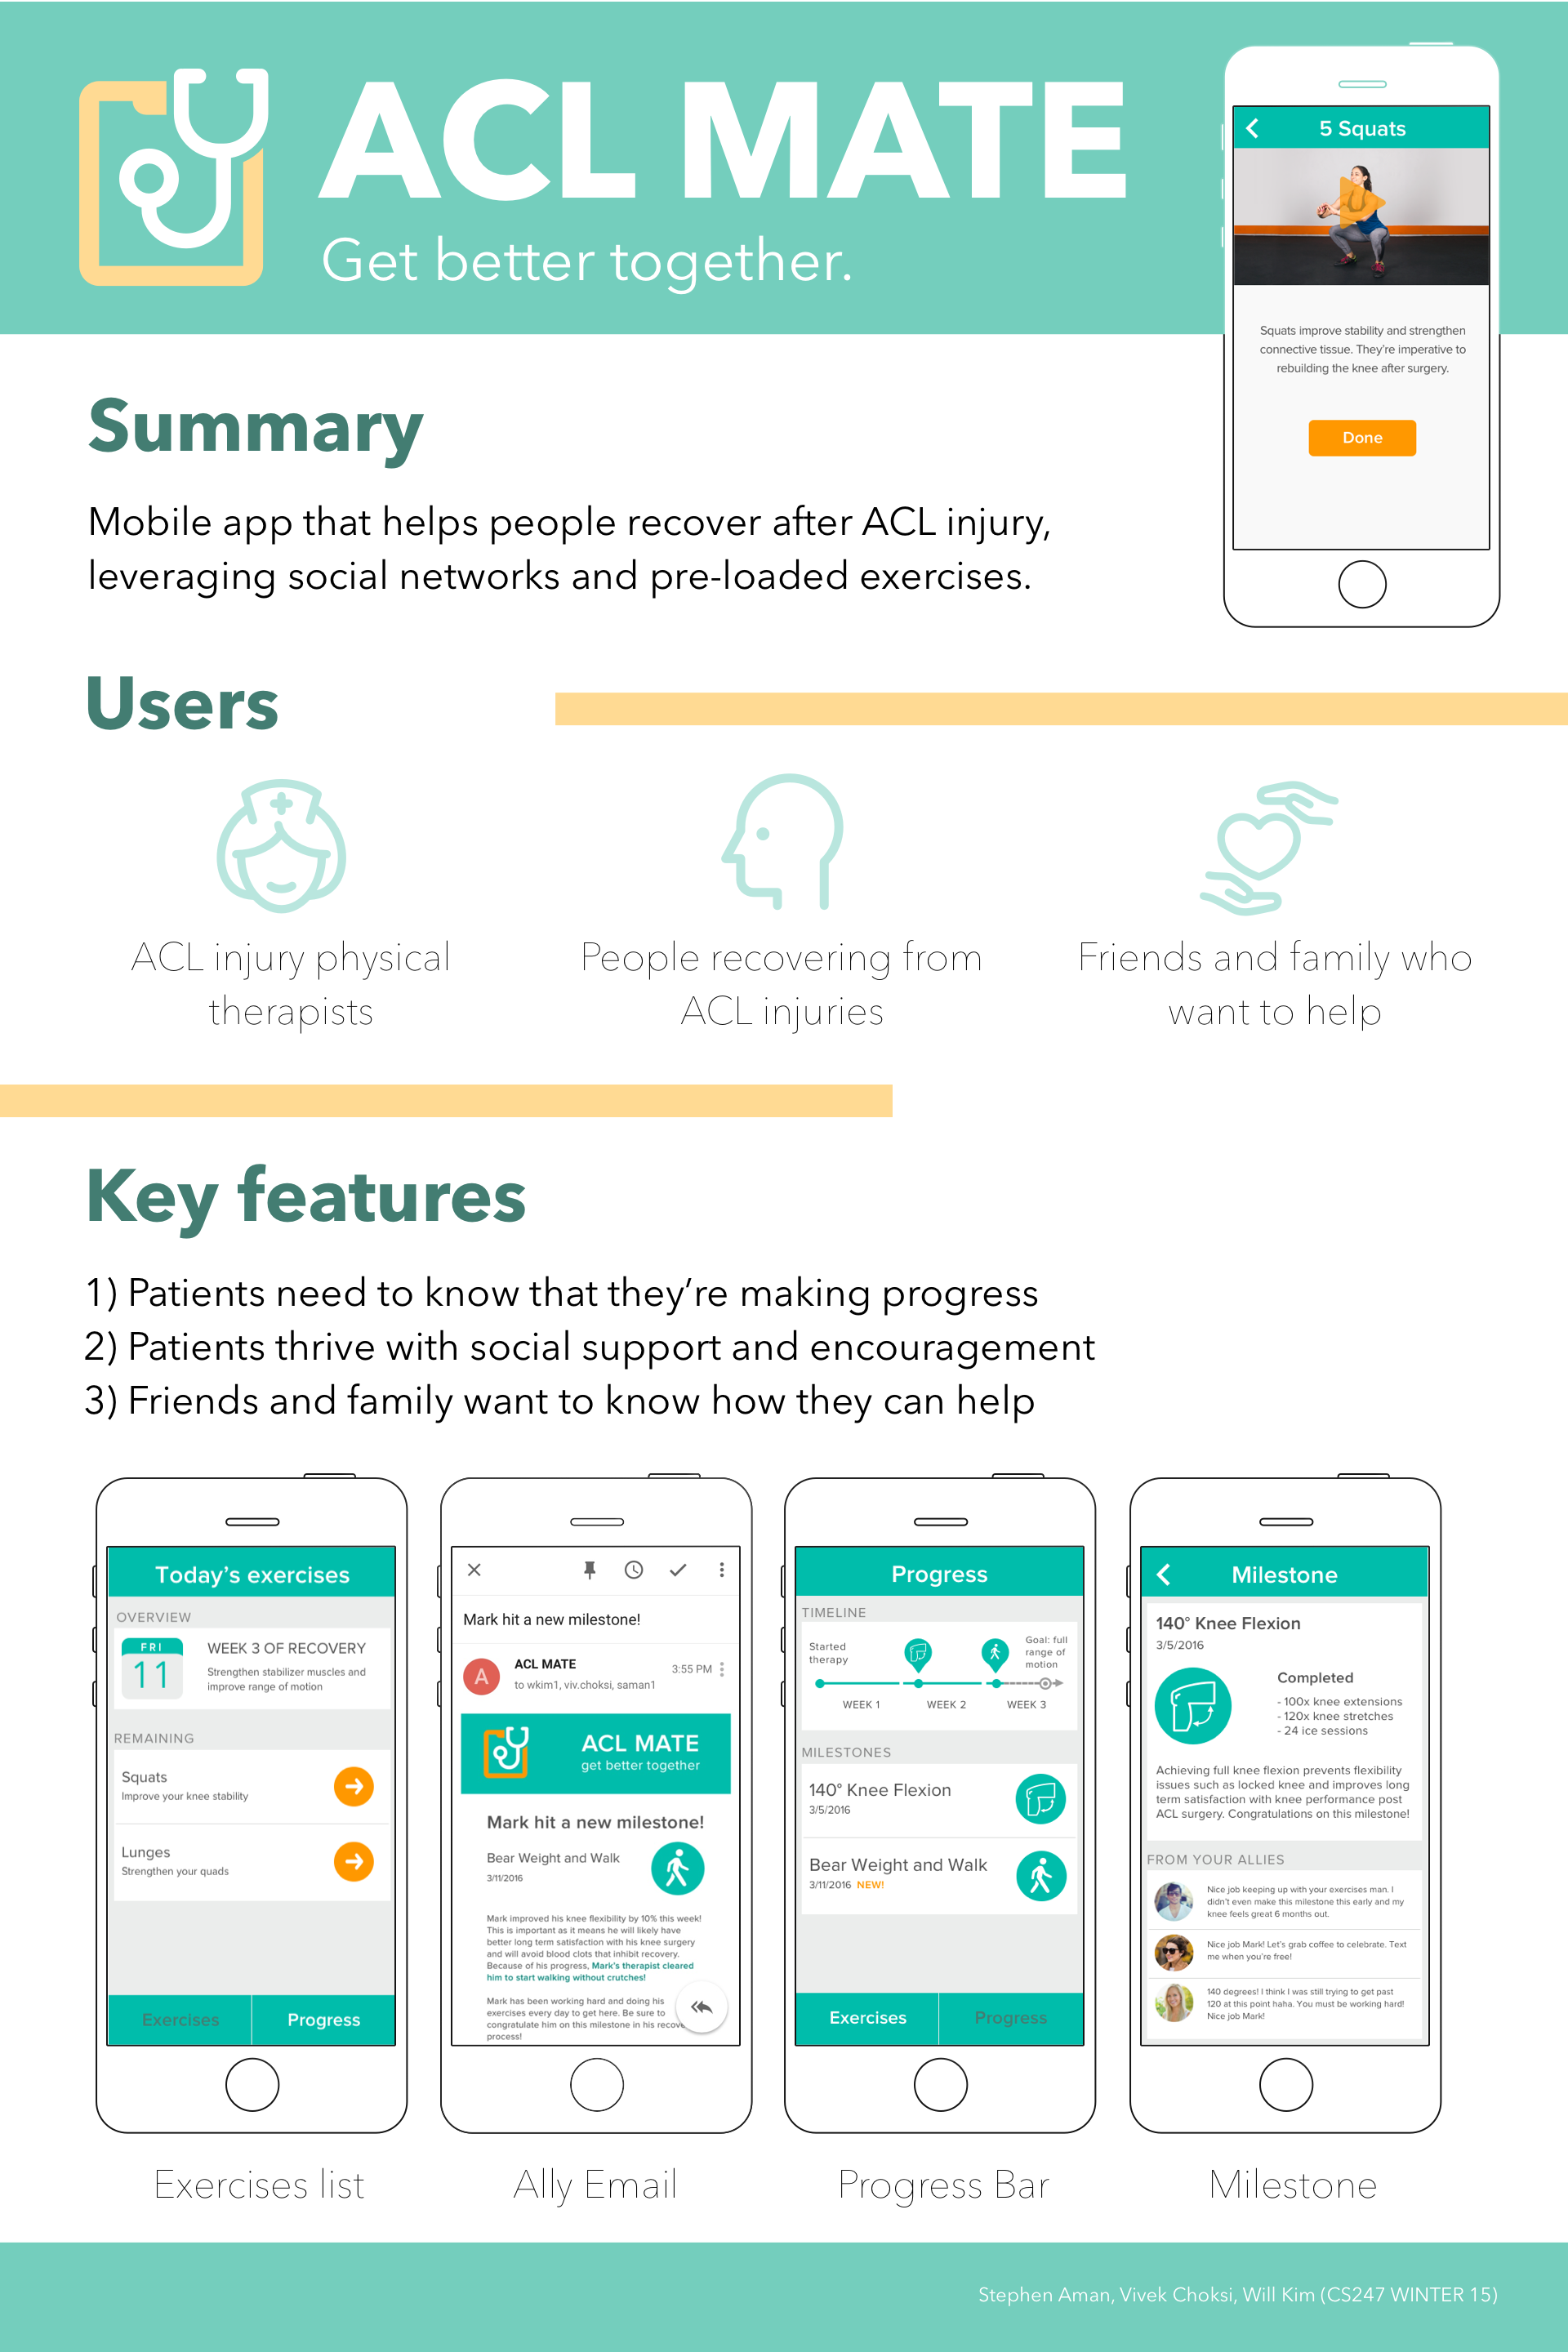 ACL MATE
Get better together.
5 Squats
Squats improve stability and strengthen
connective tissue. They're imperative to
rebuilding the knee after surgery.
Done
Summary
Mobile app that helps people recover after ACL injury,
leveraging social networks and pre-loaded exercises.
Users
ACL injury physical
therapists
People recovering from
ACL injuries
Friends and family who
want to help
Key features
1) Patients need to know that they're making progress
2) Patients thrive with social support and encouragement
3) Friends and family want to know how they can help
Today's exercises
OVERVIEW
FRI
11
WEEK 3 OF RECOVERY
Strengthen stabilizer muscles and
improve range of motion
REMAINING
Squats
Improve your knee stability
Lunges
Strengthen your quads
Exercises
Progress
Exercises list
Mark hit a new milestone!
A
ACL MATE
3:55 PM
to wkim1, viv.choksi, saman1
ACL MATE
get better together
Mark hit a new milestone!
Bear Weight and Walk
3/11/2016
Mark improved his knee flexibility by 10% this week!
This is important as it means he will likely have
better long term satisfaction with his knee surgery
and will avoid blood clots that inhibit recovery.
Because of his progress, Mark's therapist cleared
him to start walking without crutches!
Mark has been working hard and doing his
exercises every day to get here. Be sure to
congratulate him on this milestone in his recove
process!
Ally Email
Progress
TIMELINE
Started
therapy
Goal: full
range of
motion
WEEK 1
WEEK 2
WEEK 3
MILESTONES
140° Knee Flexion
3/5/2016
Bear Weight and Walk
3/11/2016 NEW!
Exercises
Progress
Progress Bar
Milestone
140° Knee Flexion
3/5/2016
Completed
- 100x knee extensions
- 120x knee stretches
- 24 ice sessions
Achieving full knee flexion prevents flexibility
issues such as locked knee and improves long
term satisfaction with knee performance post
ACL surgery. Congratulations on this milestone!
FROM YOUR ALLIES
Nice job keeping up with your exercises man. I
didn't even make this milestone this early and my
knee feels great 6 months out.
Nice job Mark! Let's grab coffee to celebrate. Text
me when you're free!
140 degrees! I think I was still trying to get past
120 at this point haha. You must be working hard!
Nice job Mark!
Milestone
Stephen Aman, Vivek Choksi, Will Kim (CS247 WINTER 15)